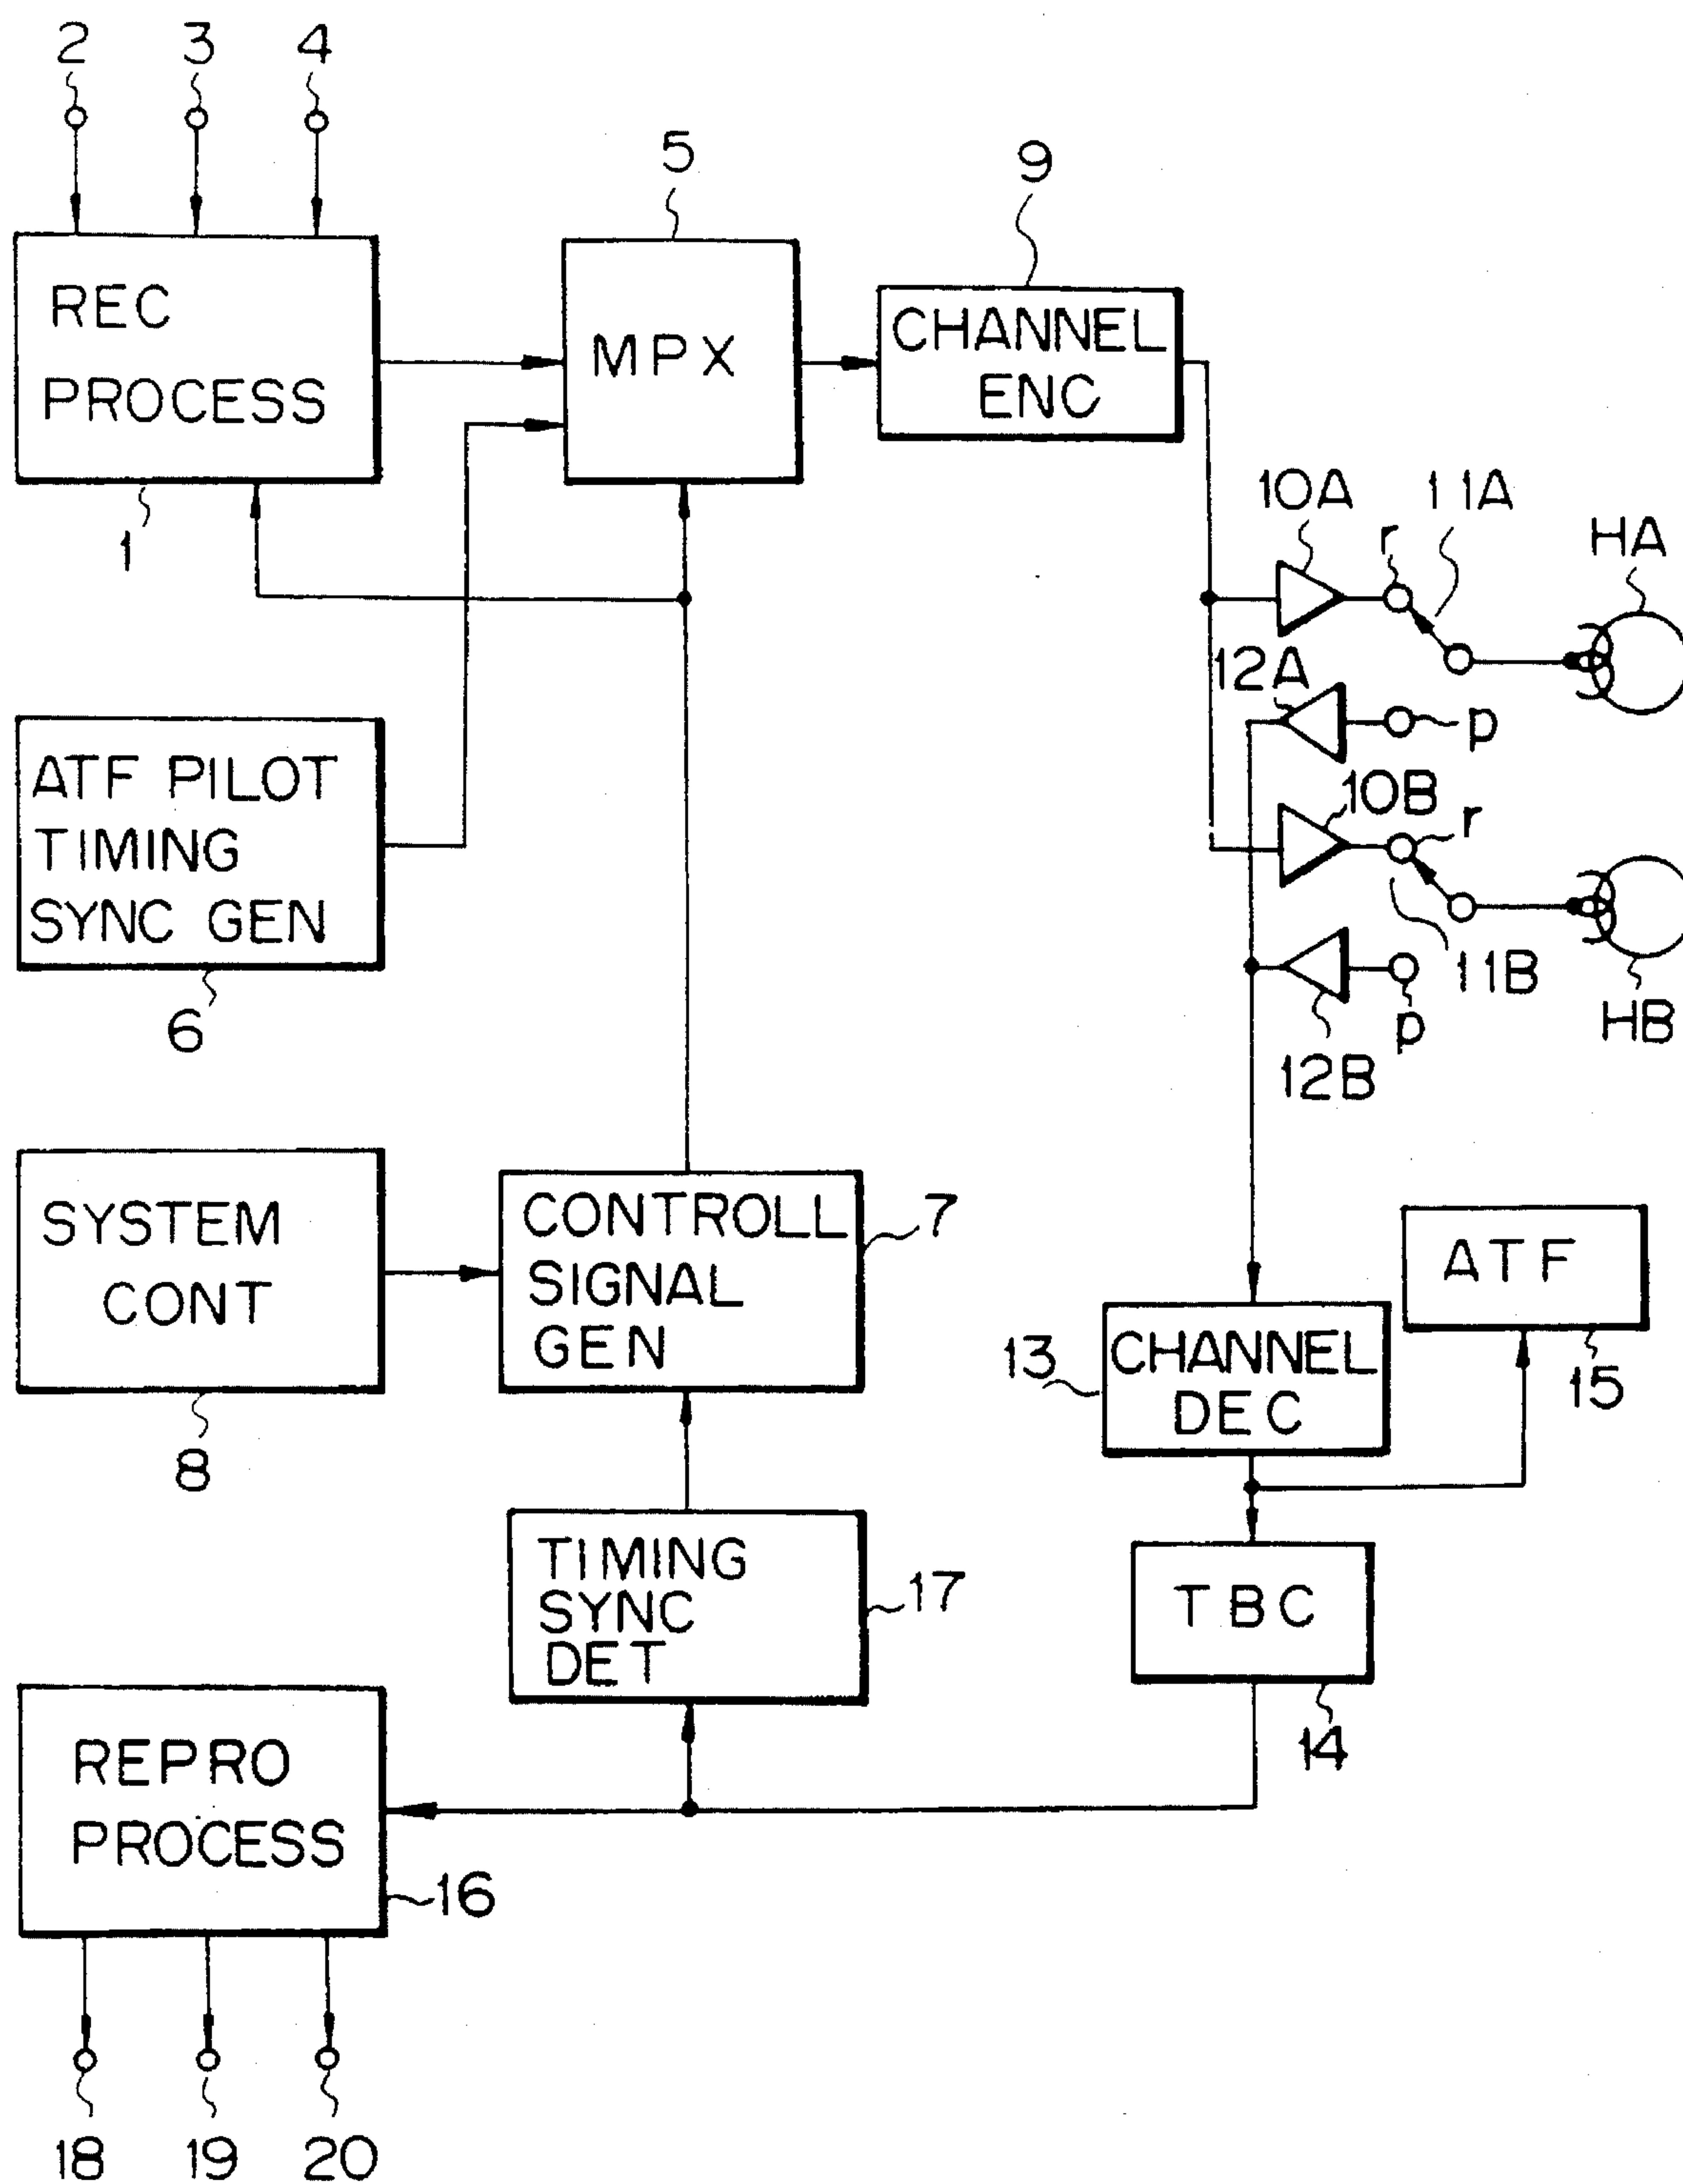 2 3 4
5
9
REC
PROCESS
1
MPX
CHANNEL
ENC
10A
11A
r
HA
12A
p
10B
r
11B
p
12B
HB
ATF PILOT
TIMING
SYNC GEN
6
SYSTEM
CONT
8
CONTROLL
SIGNAL
GEN
7
ATF
15
13
CHANNEL
DEC
TIMING
SYNC
DET
17
TBC
14
REPRO
PROCESS
16
18 19 20